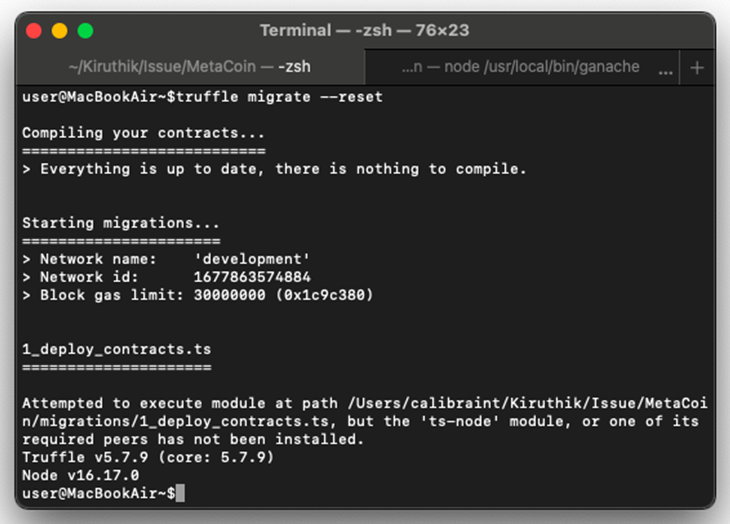 Terminal — -zsh — 76×23
~/Kiruthik/Issue/MetaCoin — -zsh
...n — node /usr/local/bin/ganache ... +
user@MacBookAir~$truffle migrate --reset
Compiling your contracts...
===========================
> Everything is up to date, there is nothing to compile.
Starting migrations...
======================
> Network name:    'development'
> Network id:      1677863574884
> Block gas limit: 30000000 (0x1c9c380)
1_deploy_contracts.ts
=====================
Attempted to execute module at path /Users/calibraint/Kiruthik/Issue/MetaCoi
n/migrations/1_deploy_contracts.ts, but the 'ts-node' module, or one of its
required peers has not been installed.
Truffle v5.7.9 (core: 5.7.9)
Node v16.17.0
user@MacBookAir~$